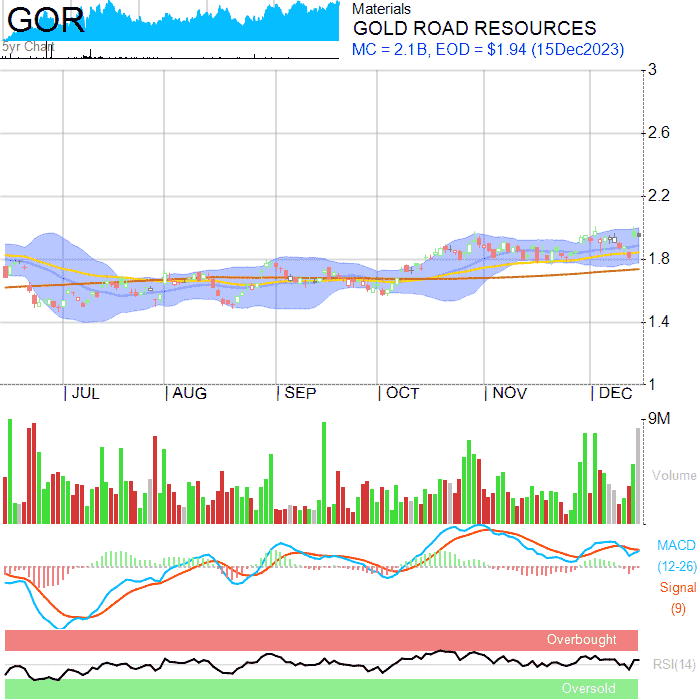 GOR
5yr Chart
Materials
GOLD ROAD RESOURCES
MC = 2.1B, EOD = $1.94 (15Dec2023)
3
2.6
2.2
1.8
1.4
1
JUL AUG SEP OCT NOV DEC
9M
Volume
MACD
(12-26)
Signal
(9)
Overbought
RSI(14)
Oversold